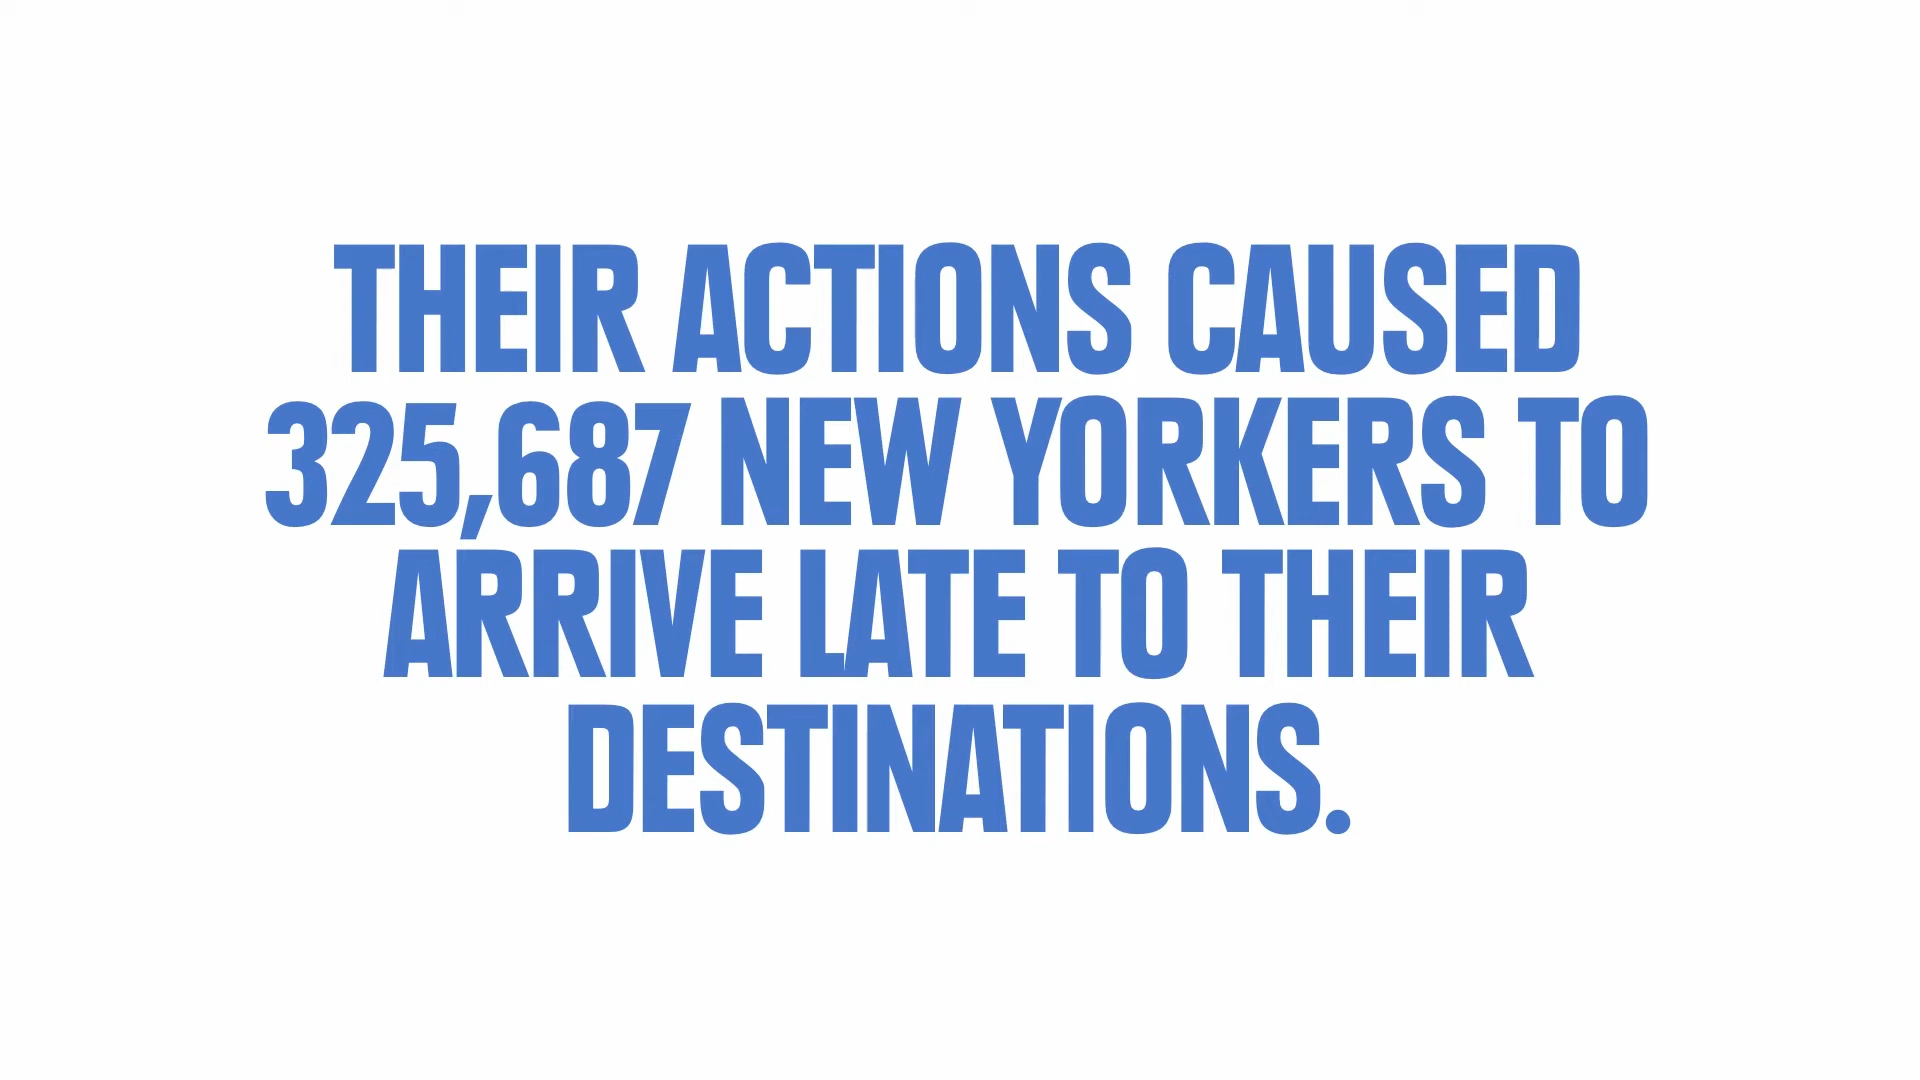 THEIR ACTIONS CAUSED
325,687 NEW YORKERS TO
ARRIVE LATE TO THEIR
DESTINATIONS.